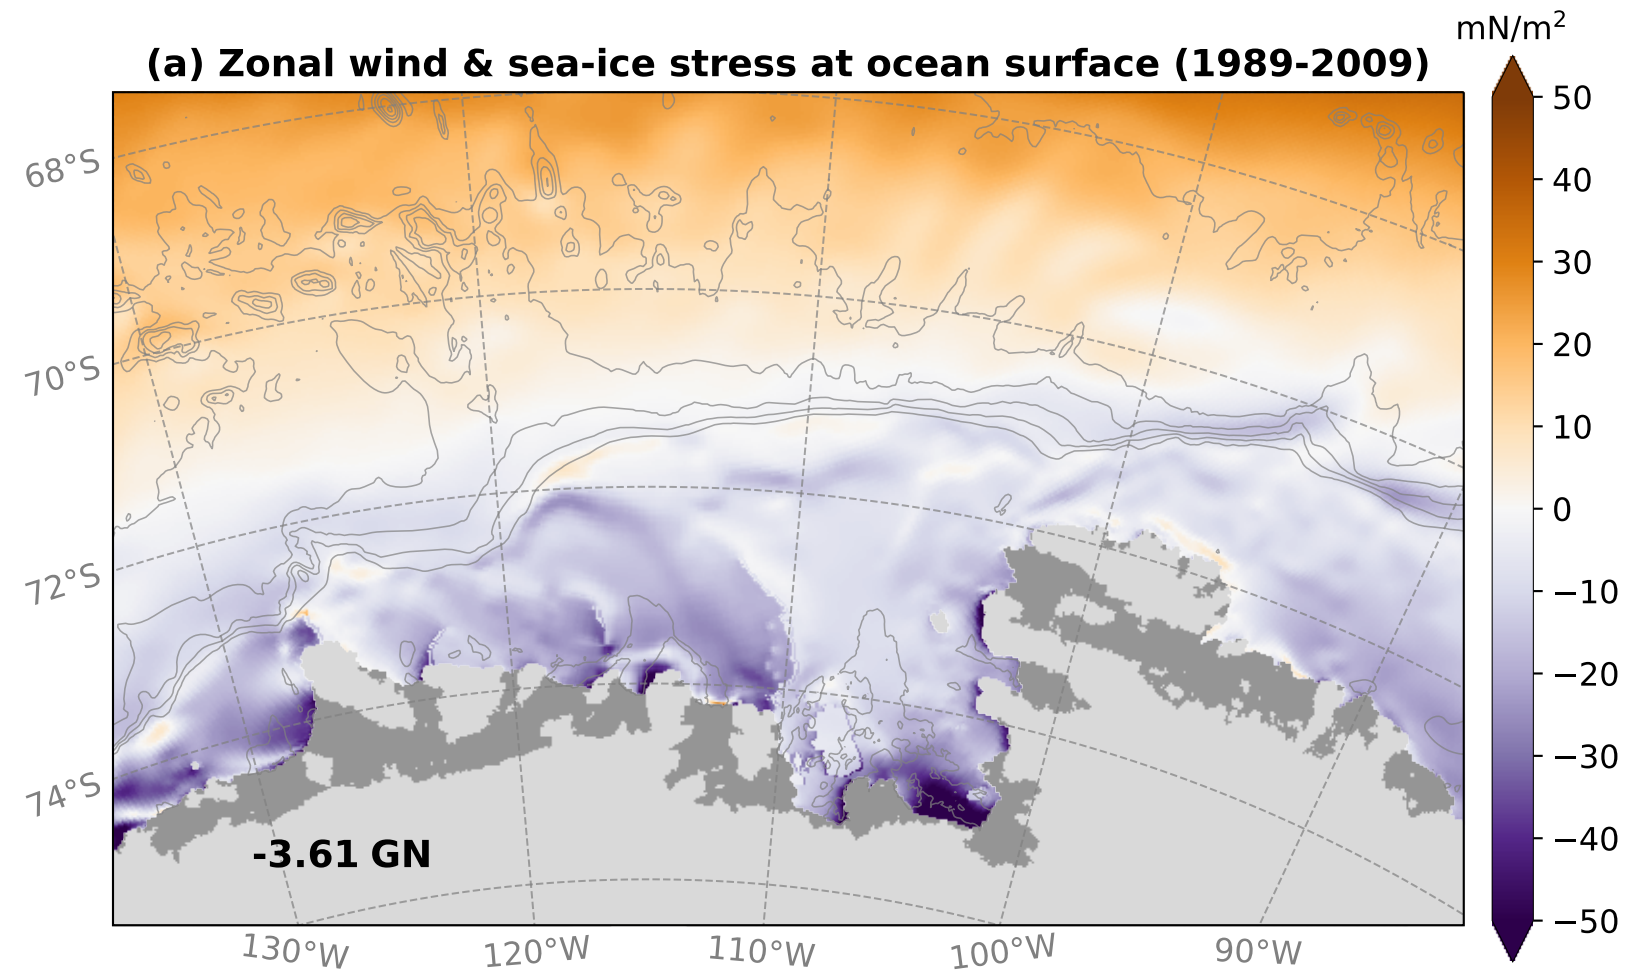 mN/m²
(a) Zonal wind & sea-ice stress at ocean surface (1989-2009)
50
40
30
20
10
0
−10
−20
−30
−40
−50
68°S
70°S
72°S
74°S
-3.61 GN
130°W
120°W
110°W
100°W
90°W